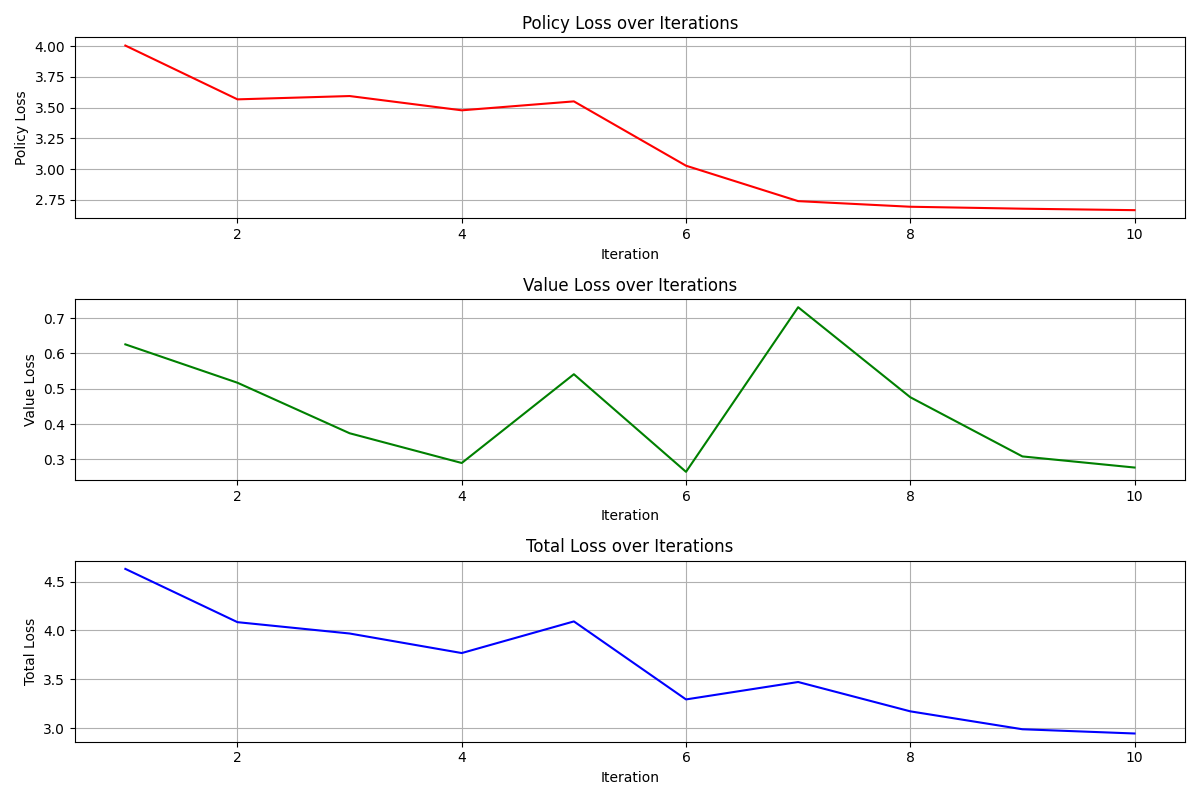 Policy Loss over Iterations
4.00
3.75
3.50
3.25
3.00
2.75
Policy Loss
2 4 6 8 10
Iteration
Value Loss over Iterations
0.7
0.6
0.5
0.4
0.3
Value Loss
2 4 6 8 10
Iteration
Total Loss over Iterations
4.5
4.0
3.5
3.0
Total Loss
2 4 6 8 10
Iteration